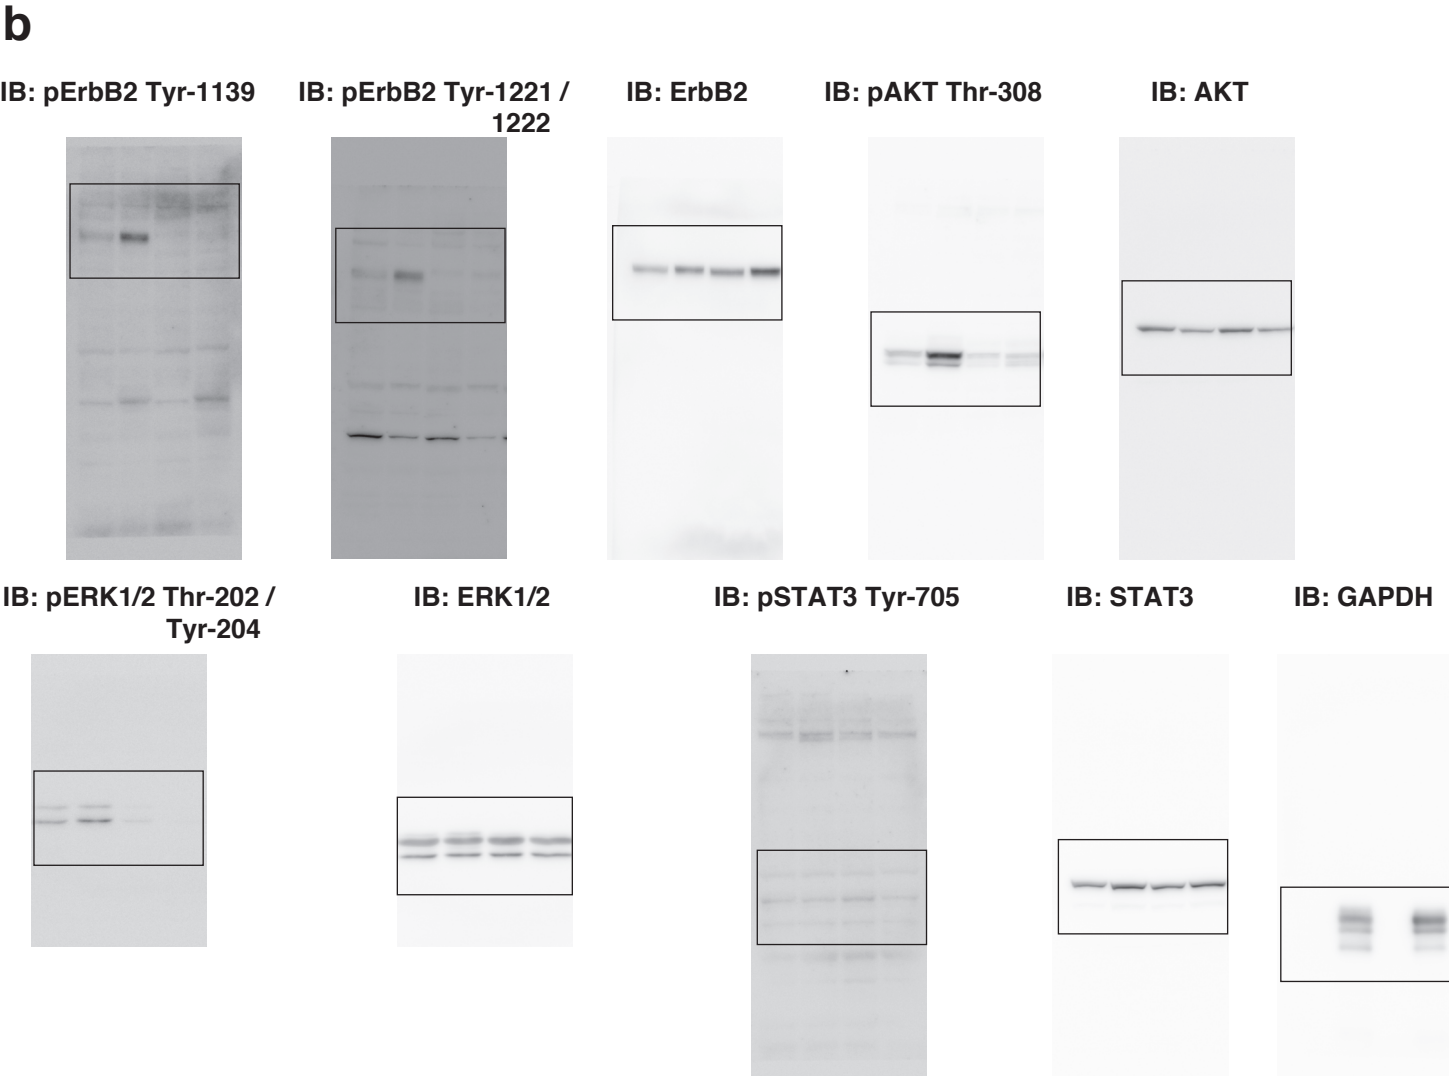 b
IB: pErbB2 Tyr-1139
IB: pErbB2 Tyr-1221 /
1222
IB: ErbB2
IB: pAKT Thr-308
IB: AKT
IB: pERK1/2 Thr-202 /
Tyr-204
IB: ERK1/2
IB: pSTAT3 Tyr-705
IB: STAT3
IB: GAPDH